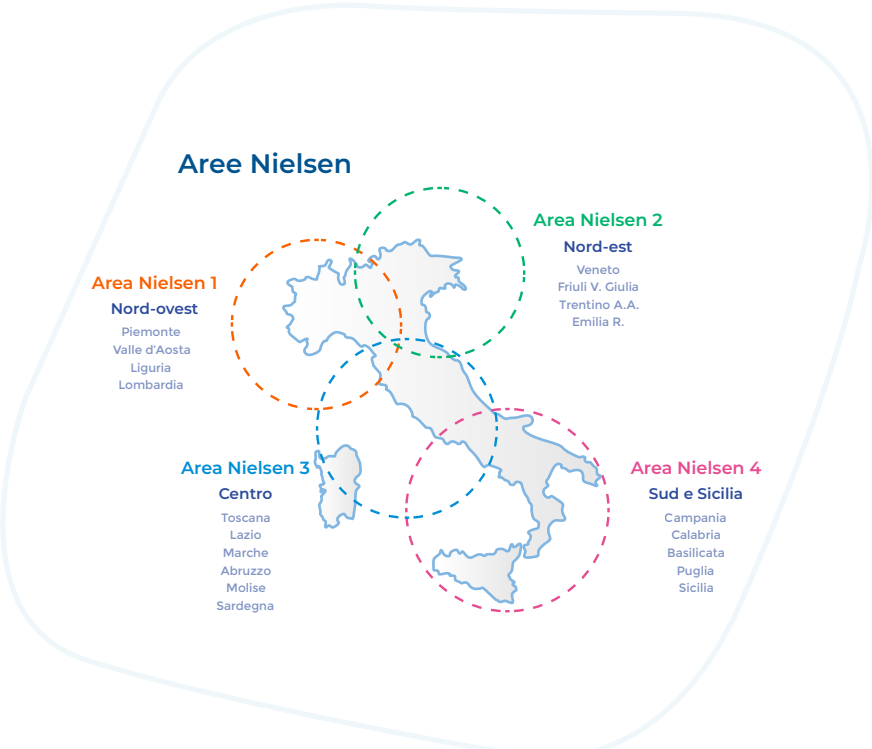 Aree Nielsen
Area Nielsen 1
Nord-ovest
Piemonte
Valle d'Aosta
Liguria
Lombardia
Area Nielsen 2
Nord-est
Veneto
Friuli V. Giulia
Trentino A.A.
Emilia R.
Area Nielsen 3
Centro
Toscana
Lazio
Marche
Abruzzo
Molise
Sardegna
Area Nielsen 4
Sud e Sicilia
Campania
Calabria
Basilicata
Puglia
Sicilia